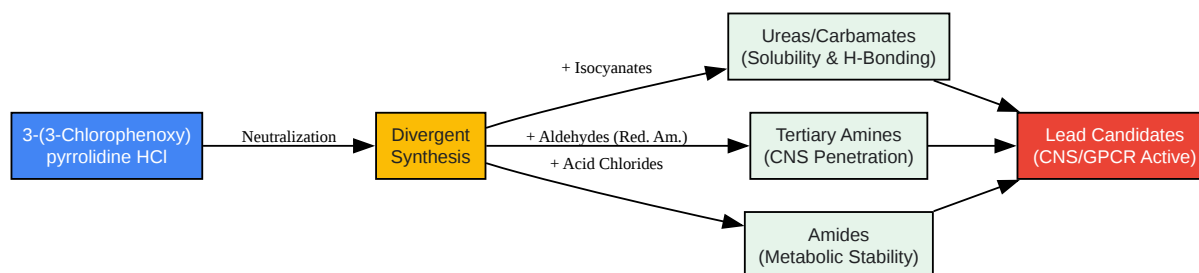 3-(3-Chlorophenoxy)
pyrrolidine HCl
Neutralization
Divergent
Synthesis
+ Isocyanates
+ Aldehydes (Red. Am.)
+ Acid Chlorides
Ureas/Carbamates
(Solubility & H-Bonding)
Tertiary Amines
(CNS Penetration)
Amides
(Metabolic Stability)
Lead Candidates
(CNS/GPCR Active)